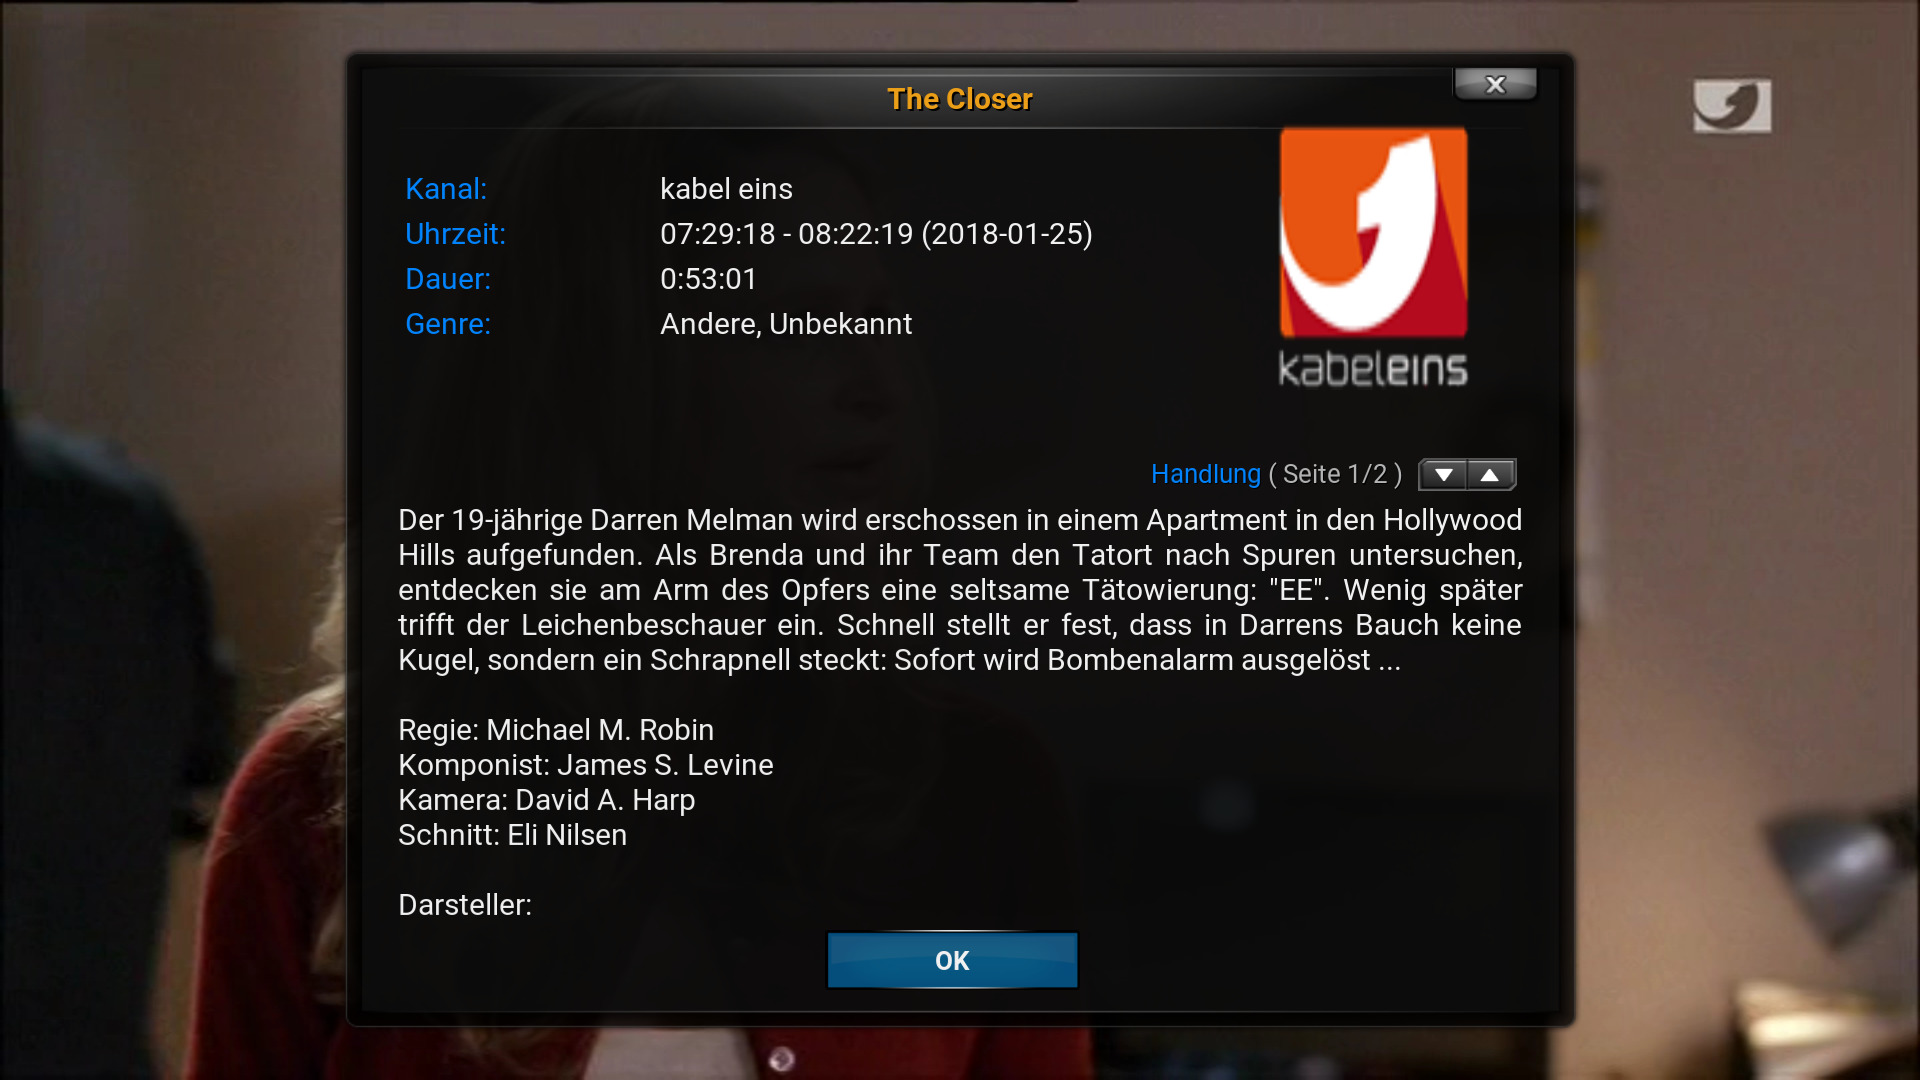 The Closer
x
Kanal: kabel eins
Uhrzeit: 07:29:18 - 08:22:19 (2018-01-25)
Dauer: 0:53:01
Genre: Andere, Unbekannt
kabeleins
Handlung ( Seite 1/2 )
Der 19-jährige Darren Melman wird erschossen in einem Apartment in den Hollywood
Hills aufgefunden. Als Brenda und ihr Team den Tatort nach Spuren untersuchen,
entdecken sie am Arm des Opfers eine seltsame Tätowierung: "EE". Wenig später
trifft der Leichenbeschauer ein. Schnell stellt er fest, dass in Darrens Bauch keine
Kugel, sondern ein Schrapnell steckt: Sofort wird Bombenalarm ausgelöst ...
Regie: Michael M. Robin
Komponist: James S. Levine
Kamera: David A. Harp
Schnitt: Eli Nilsen
Darsteller:
OK